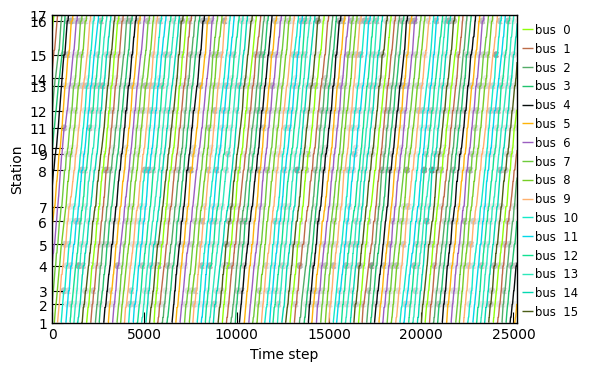 17
16
15
14
13
12
11
10
9
8
7
6
5
4
3
2
1
Station
0 5000 10000 15000 20000 25000
Time step
bus 0
bus 1
bus 2
bus 3
bus 4
bus 5
bus 6
bus 7
bus 8
bus 9
bus 10
bus 11
bus 12
bus 13
bus 14
bus 15